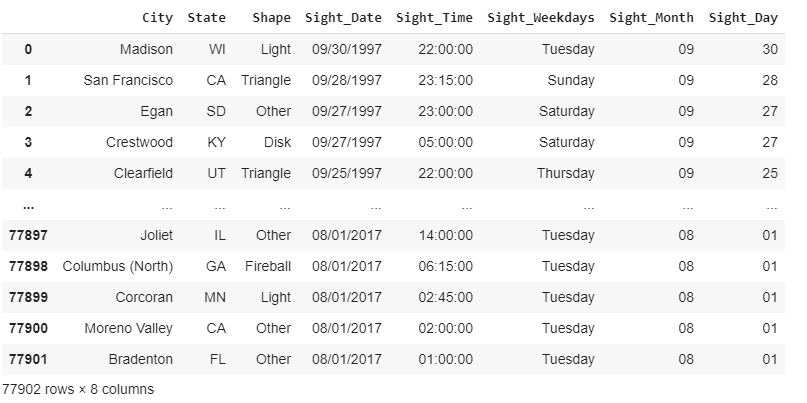 City State Shape Sight_Date Sight_Time Sight_Weekdays Sight_Month Sight_Day
0 Madison WI Light 09/30/1997 22:00:00 Tuesday 09 30
1 San Francisco CA Triangle 09/28/1997 23:15:00 Sunday 09 28
2 Egan SD Other 09/27/1997 23:00:00 Saturday 09 27
3 Crestwood KY Disk 09/27/1997 05:00:00 Saturday 09 27
4 Clearfield UT Triangle 09/25/1997 22:00:00 Thursday 09 25
... ... ... ... ... ... ... ... ...
77897 Joliet IL Other 08/01/2017 14:00:00 Tuesday 08 01
77898 Columbus (North) GA Fireball 08/01/2017 06:15:00 Tuesday 08 01
77899 Corcoran MN Light 08/01/2017 02:45:00 Tuesday 08 01
77900 Moreno Valley CA Other 08/01/2017 02:00:00 Tuesday 08 01
77901 Bradenton FL Other 08/01/2017 01:00:00 Tuesday 08 01
77902 rows × 8 columns